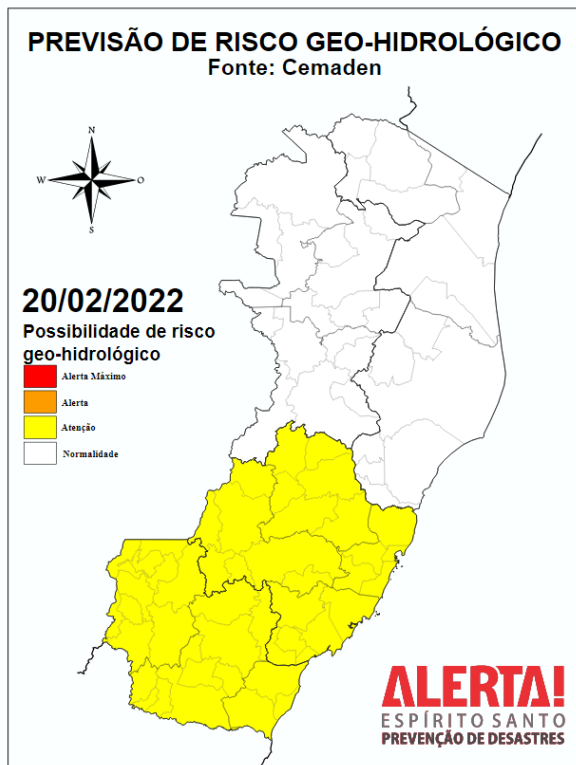 PREVISÃO DE RISCO GEO-HIDROLÓGICO
Fonte: Cemaden
N
W
O
S
20/02/2022
Possibilidade de risco
geo-hidrológico
Alerta Máximo
Alerta
Atenção
Normalidade
ALERTA!
ESPÍRITO SANTO
PREVENÇÃO DE DESASTRES